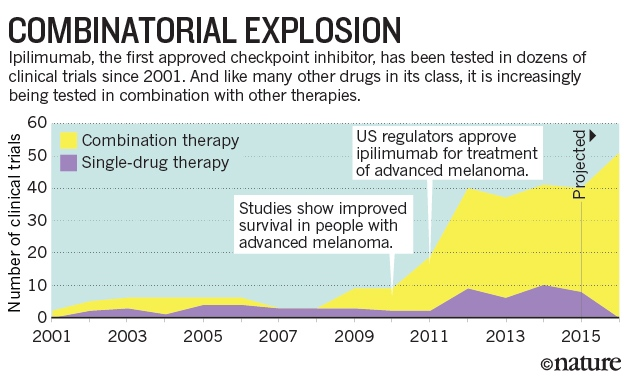 COMBINATORIAL EXPLOSION
Ipilimumab, the first approved checkpoint inhibitor, has been tested in dozens of
clinical trials since 2001. And like many other drugs in its class, it is increasingly
being tested in combination with other therapies.
Number of clinical trials
60
50
40
30
20
10
0
Combination therapy
Single-drug therapy
Studies show improved
survival in people with
advanced melanoma.
US regulators approve
ipilimumab for treatment
of advanced melanoma.
Projected
2001
2003
2005
2007
2009
2011
2013
2015
©nature